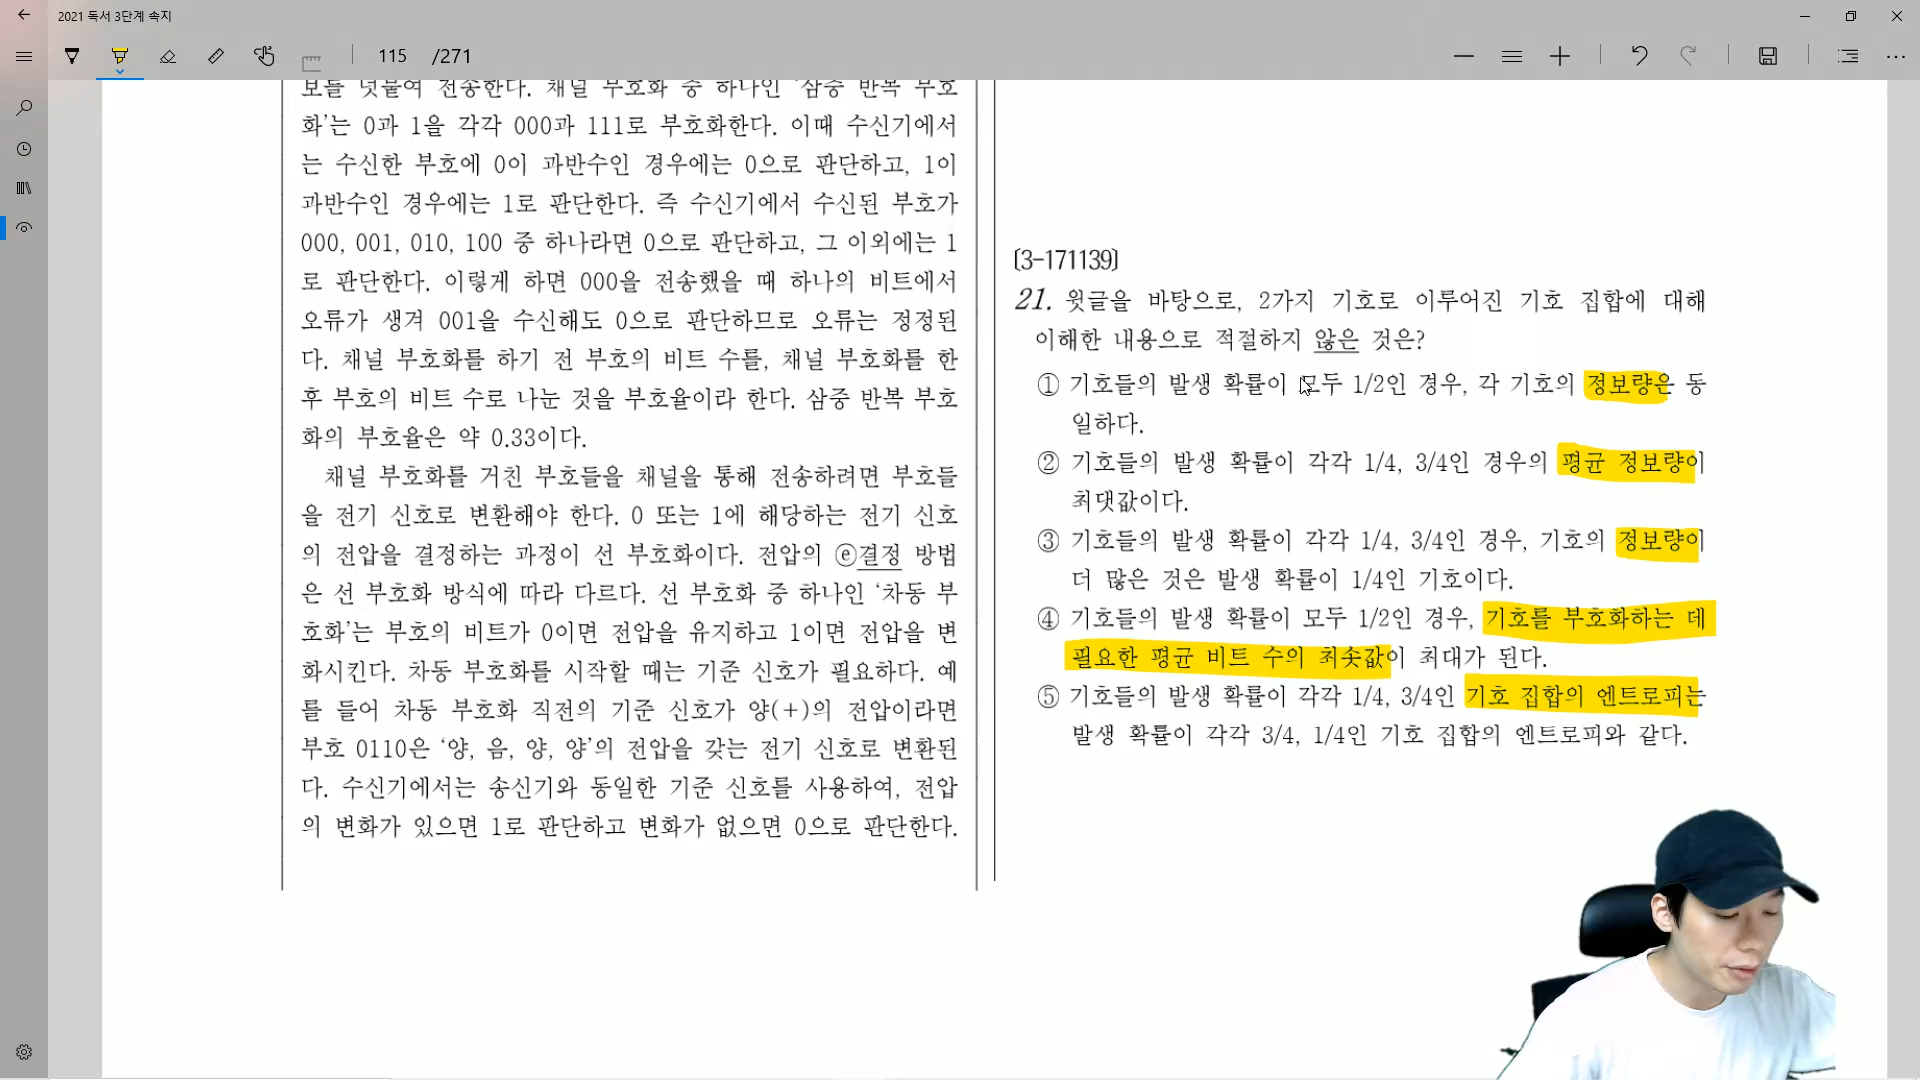 2021 독서 3단계 속지
115 /271
보를 덧붙여 전송한다. 채널 부호화 중 하나인 '삼중 반복 부호
화'는 0과 1을 각각 000과 111로 부호화한다. 이때 수신기에서
는 수신한 부호에 0이 과반수인 경우에는 0으로 판단하고, 1이
과반수인 경우에는 1로 판단한다. 즉 수신기에서 수신된 부호가
000, 001, 010, 100 중 하나라면 0으로 판단하고, 그 이외에는 1
로 판단한다. 이렇게 하면 000을 전송했을 때 하나의 비트에서
오류가 생겨 001을 수신해도 0으로 판단하므로 오류는 정정된
다. 채널 부호화를 하기 전 부호의 비트 수를, 채널 부호화를 한
후 부호의 비트 수로 나눈 것을 부호율이라 한다. 삼중 반복 부호
화의 부호율은 약 0.33이다.
채널 부호화를 거친 부호들을 채널을 통해 전송하려면 부호들
을 전기 신호로 변환해야 한다. 0 또는 1에 해당하는 전기 신호
의 전압을 결정하는 과정이 선 부호화이다. 전압의 ⓔ결정 방법
은 선 부호화 방식에 따라 다르다. 선 부호화 중 하나인 '차동 부
호화'는 부호의 비트가 0이면 전압을 유지하고 1이면 전압을 변
화시킨다. 차동 부호화를 시작할 때는 기준 신호가 필요하다. 예
를 들어 차동 부호화 직전의 기준 신호가 양(+)의 전압이라면
부호 0110은 '양, 음, 양, 양'의 전압을 갖는 전기 신호로 변환된
다. 수신기에서는 송신기와 동일한 기준 신호를 사용하여, 전압
의 변화가 있으면 1로 판단하고 변화가 없으면 0으로 판단한다.
[3-171139]
21. 윗글을 바탕으로, 2가지 기호로 이루어진 기호 집합에 대해
이해한 내용으로 적절하지 않은 것은?
① 기호들의 발생 확률이 모두 1/2인 경우, 각 기호의 정보량은 동
일하다.
② 기호들의 발생 확률이 각각 1/4, 3/4인 경우의 평균 정보량이
최댓값이다.
③ 기호들의 발생 확률이 각각 1/4, 3/4인 경우, 기호의 정보량이
더 많은 것은 발생 확률이 1/4인 기호이다.
④ 기호들의 발생 확률이 모두 1/2인 경우, 기호를 부호화하는 데
필요한 평균 비트 수의 최솟값이 최대가 된다.
⑤ 기호들의 발생 확률이 각각 1/4, 3/4인 기호 집합의 엔트로피는
발생 확률이 각각 3/4, 1/4인 기호 집합의 엔트로피와 같다.